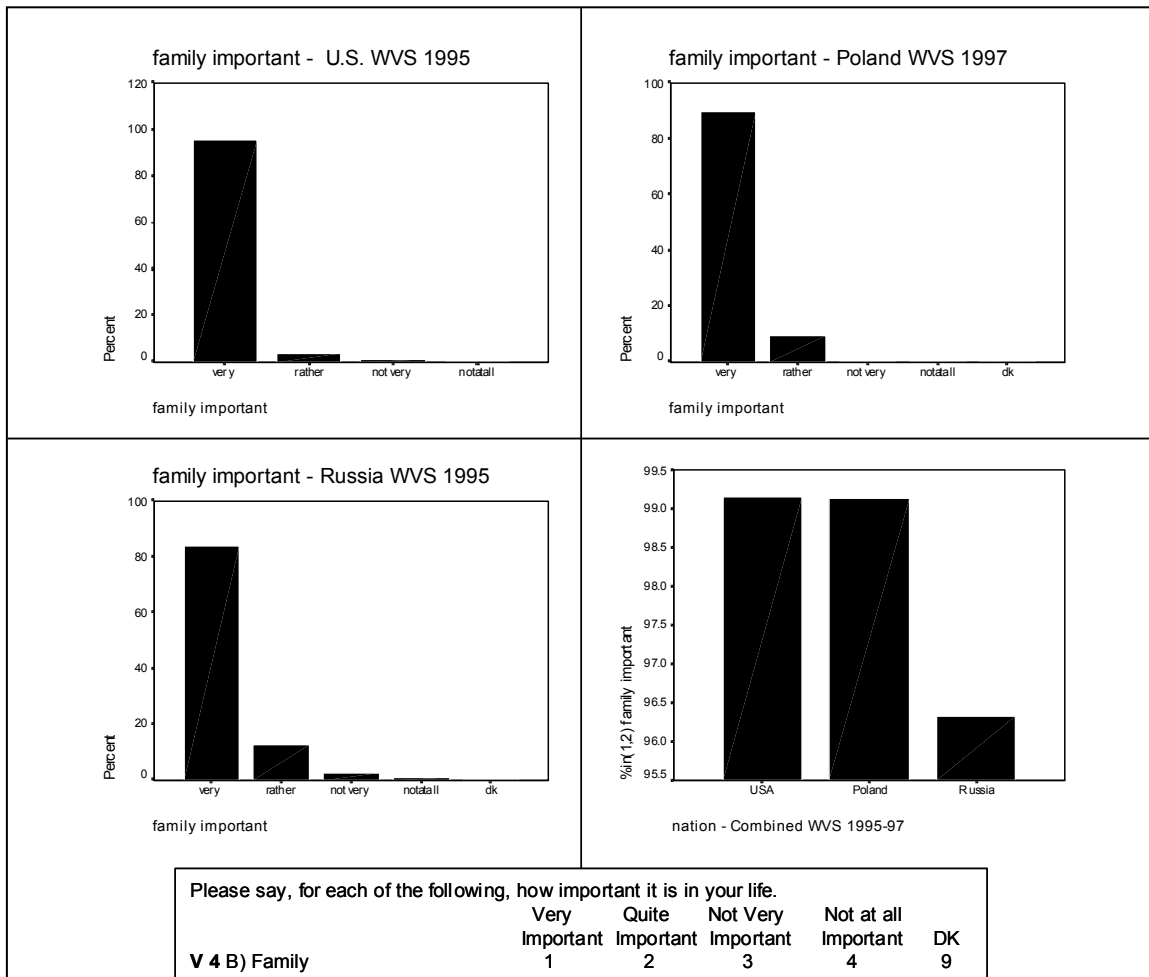 family important - U.S. WVS 1995
120
100
80
60
40
20
0
Percent
very rather not very notatall
family important
family important - Poland WVS 1997
100
80
60
40
20
0
Percent
very rather not very notatall dk
family important
family important - Russia WVS 1995
100
80
60
40
20
0
Percent
very rather not very notatall dk
family important
99.5
99.0
98.5
98.0
97.5
97.0
96.5
96.0
95.5
%in(1,2) family important
USA Poland Russia
nation - Combined WVS 1995-97
Please say, for each of the following, how important it is in your life.
Very Quite Not Very Not at all
Important Important Important Important DK
V 4 B) Family 1 2 3 4 9